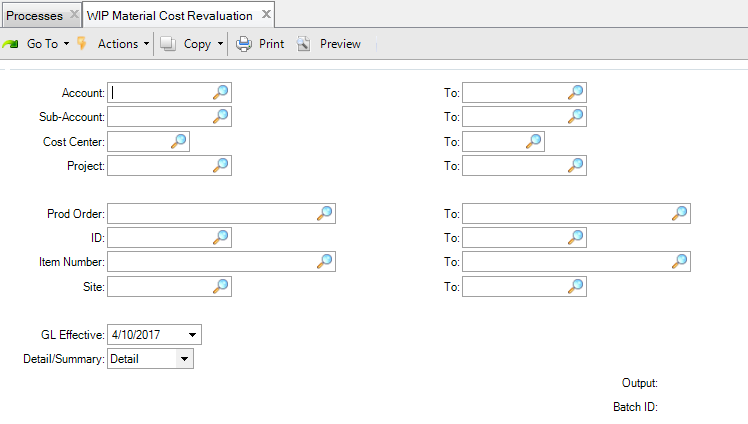 Processes WIP Material Cost Revaluation
Go To Actions Copy Print Preview
Account: To:
Sub-Account: To:
Cost Center: To:
Project: To:
Prod Order: To:
ID: To:
Item Number: To:
Site: To:
GL Effective: 4/10/2017
Detail/Summary: Detail
Output:
Batch ID: